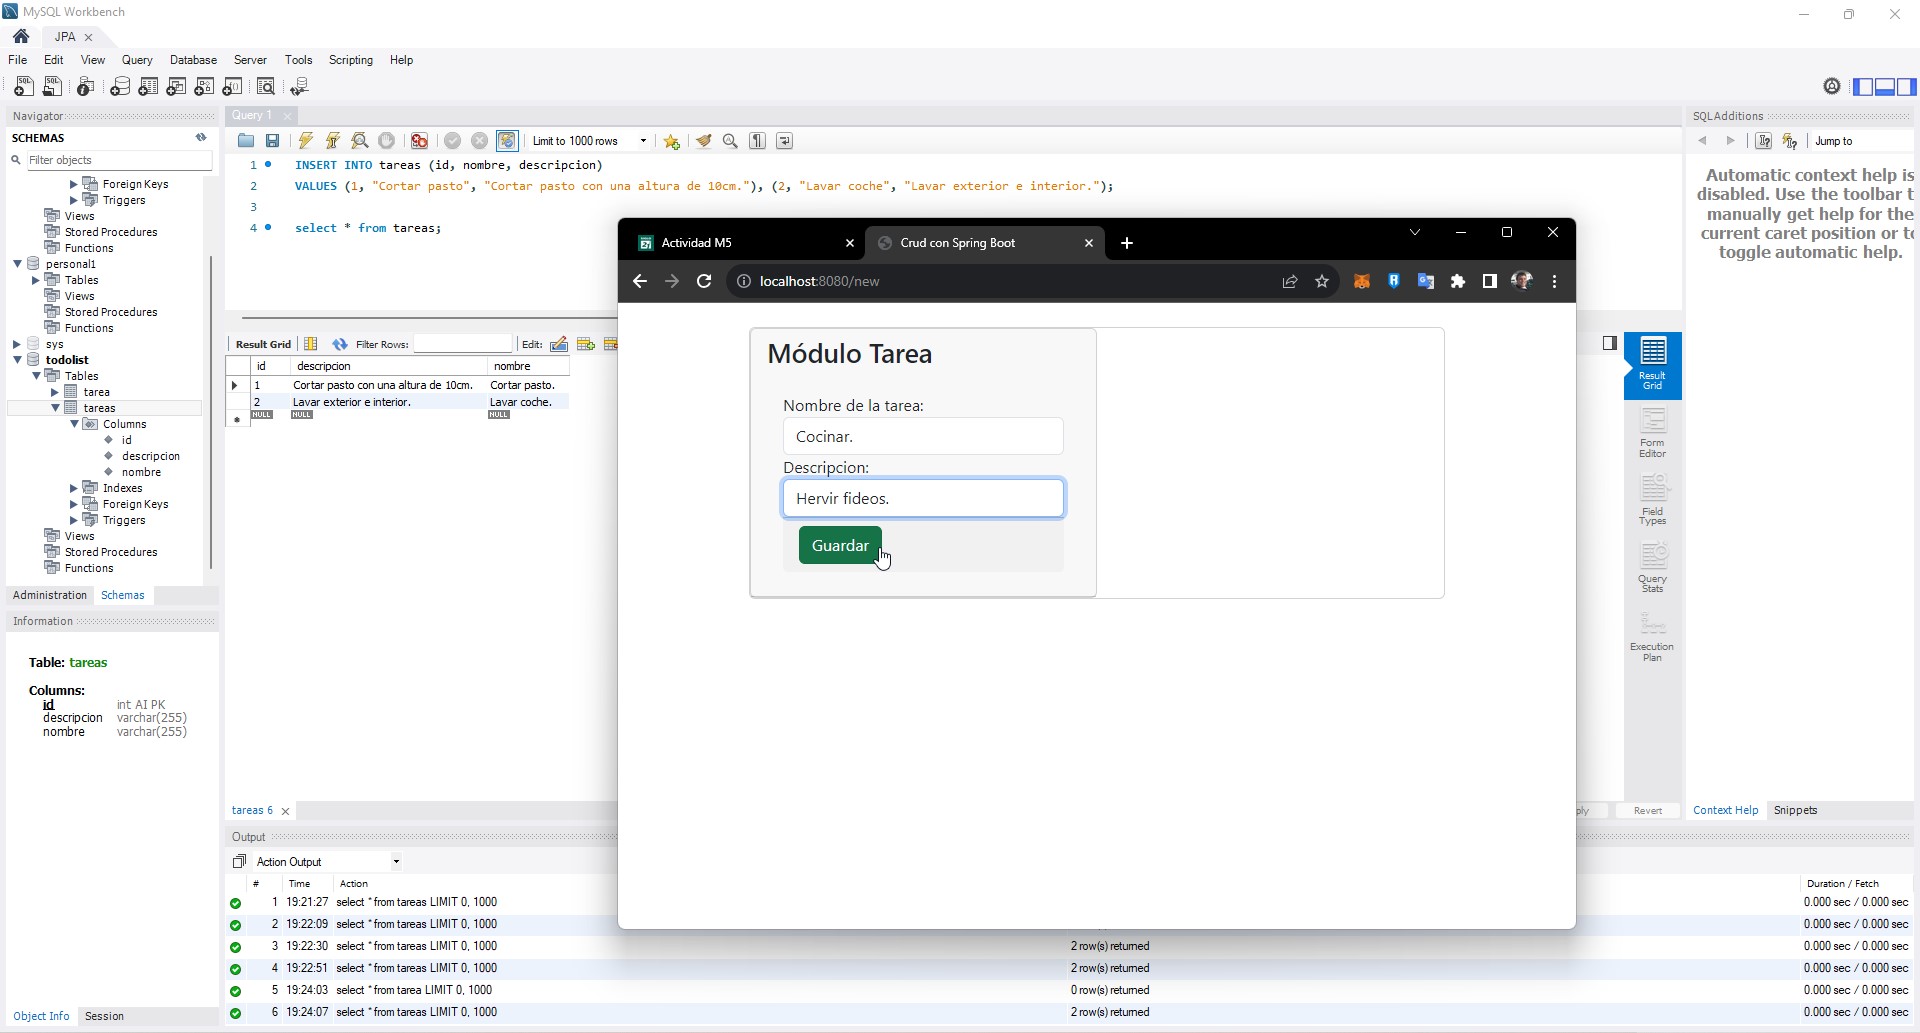 MySQL Workbench
JPA
File Edit View Query Database Server Tools Scripting Help
Navigator
SCHEMAS
Filter objects
Foreign Keys
Triggers
Views
Stored Procedures
Functions
personal1
Tables
Views
Stored Procedures
Functions
sys
todolist
Tables
tarea
tareas
Columns
id
descripcion
nombre
Indexes
Foreign Keys
Triggers
Views
Stored Procedures
Functions
Administration Schemas
Information
Table: tareas
Columns:
id int AI PK
descripcion varchar(255)
nombre varchar(255)
Object Info Session
Query 1
Limit to 1000 rows
1 INSERT INTO tareas (id, nombre, descripcion)
2 VALUES (1, "Cortar pasto", "Cortar pasto con una altura de 10cm."), (2, "Lavar coche", "Lavar exterior e interior.");
3
4 select * from tareas;
Result Grid Filter Rows: Edit:
id descripcion nombre
1 Cortar pasto con una altura de 10cm. Cortar pasto.
2 Lavar exterior e interior. Lavar coche.
NULL NULL NULL
Actividad M5
Crud con Spring Boot
localhost:8080/new
Módulo Tarea
Nombre de la tarea:
Cocinar.
Descripcion:
Hervir fideos.
Guardar
Result
Grid
Form
Editor
Field
Types
Query
Stats
Execution
Plan
SQLAdditions
Jump to
Automatic context help is
disabled. Use the toolbar t
manually get help for the
current caret position or to
toggle automatic help.
tareas 6
ply Revert
Context Help Snippets
Output
Action Output
# Time Action Duration / Fetch
1 19:21:27 select * from tareas LIMIT 0, 1000 0.000 sec / 0.000 sec
2 19:22:09 select * from tareas LIMIT 0, 1000 0.000 sec / 0.000 sec
3 19:22:30 select * from tareas LIMIT 0, 1000 2 row(s) returned 0.000 sec / 0.000 sec
4 19:22:51 select * from tareas LIMIT 0, 1000 2 row(s) returned 0.000 sec / 0.000 sec
5 19:24:03 select * from tarea LIMIT 0, 1000 0 row(s) returned 0.000 sec / 0.000 sec
6 19:24:07 select * from tareas LIMIT 0, 1000 2 row(s) returned 0.000 sec / 0.000 sec